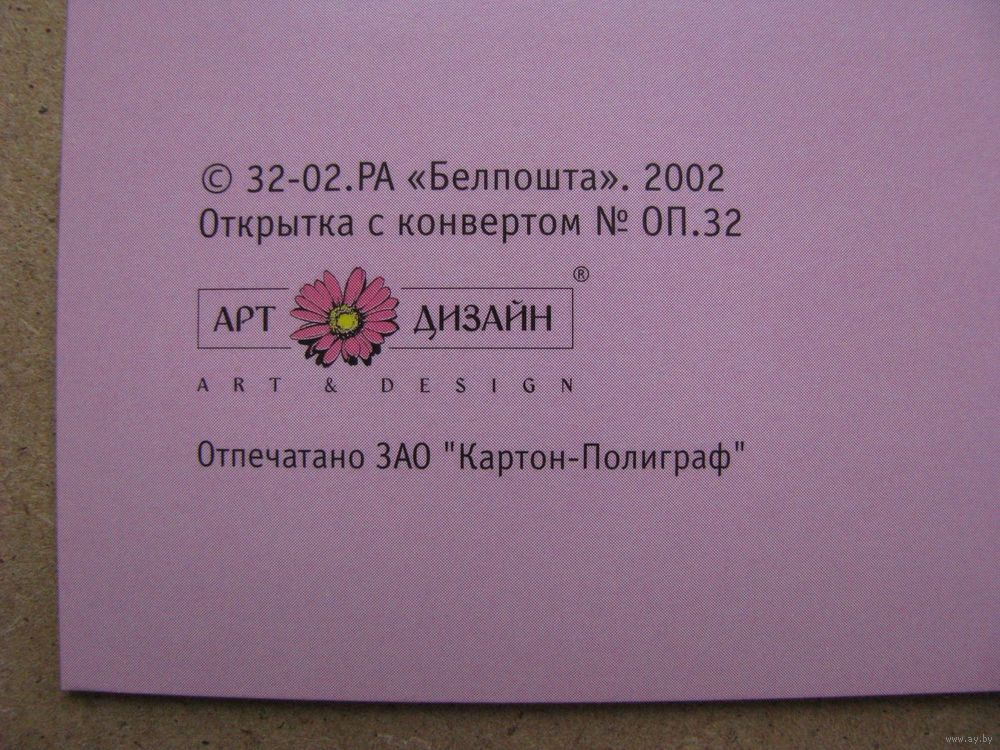 © 32-02.РА «Белпошта». 2002
Открытка с конвертом № ОП.32
®
АРТ ДИЗАЙН
ART & DESIGN
Отпечатано ЗАО "Картон-Полиграф"
www.ay.by